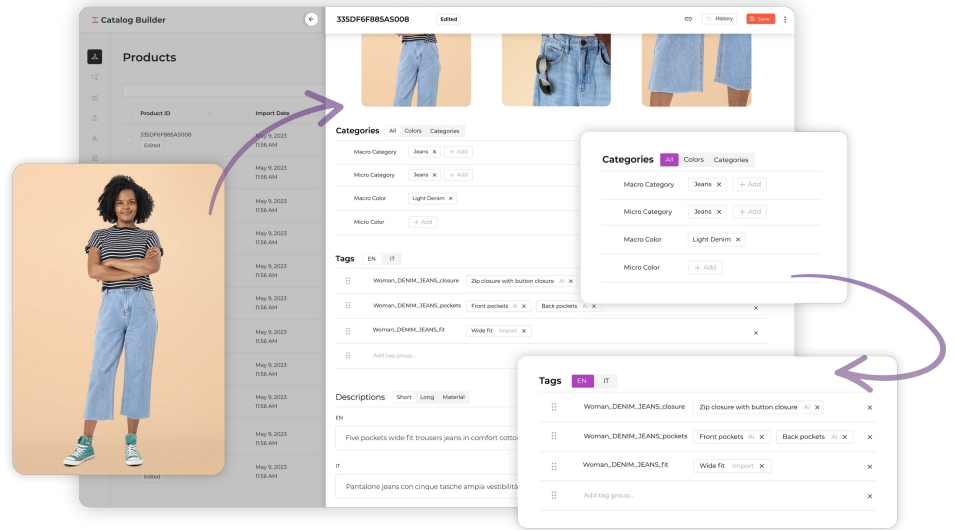 Catalog Builder
Products
Product ID
Import Date
335DF6F885AS008
Edited
May 9, 2023
11:56 AM
May 9, 2023
11:56 AM
May 9, 2023
11:56 AM
May 9, 2023
11:56 AM
May 9, 2023
11:56 AM
May 9, 2023
11:56 AM
May 9, 2023
11:56 AM
May 9, 2023
11:56 AM
May 9, 2023
11:56 AM
May 9, 2023
11:56 AM
May 9, 2023
11:56 AM
Edited
335DF6F885AS008 Edited History Save
Categories All Colors Categories
Macro Category Jeans × + Add
Micro Category Jeans × + Add
Macro Color Light Denim ×
Micro Color + Add
Tags EN IT
Woman_DENIM_JEANS_closure Zip closure with button closure AI ×
Woman_DENIM_JEANS_pockets Front pockets AI × Back pockets AI × ×
Woman_DENIM_JEANS_fit Wide fit Import × ×
Add tag group...
Descriptions Short Long Material
EN
Five pockets wide fit trousers jeans in comfort
IT
Pantalone jeans con cinque tasche ampia vestibilità
Categories All Colors Categories
Macro Category Jeans × + Add
Micro Category Jeans × + Add
Macro Color Light Denim ×
Micro Color + Add
Tags EN IT
Woman_DENIM_JEANS_closure Zip closure with button closure AI × ×
Woman_DENIM_JEANS_pockets Front pockets AI × Back pockets AI × ×
Woman_DENIM_JEANS_fit Wide fit Import × ×
Add tag group... ×